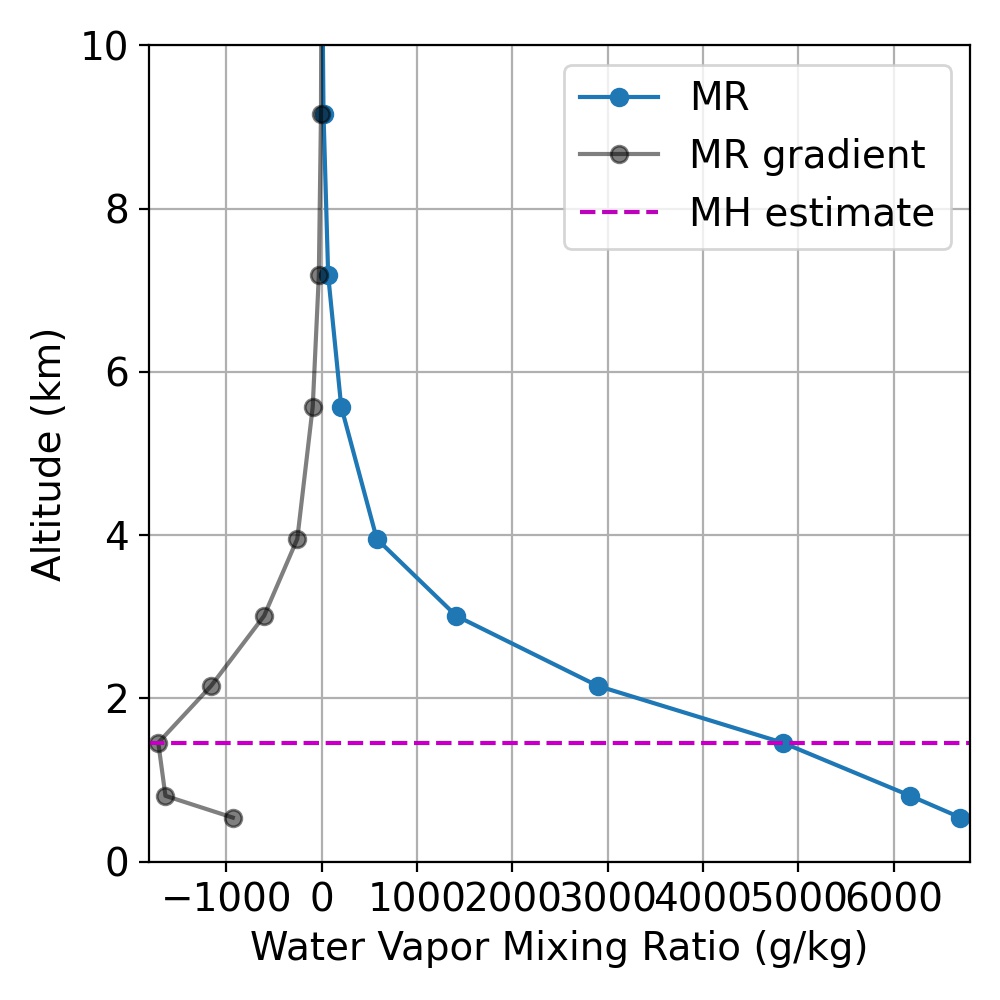 10
8
6
4
2
0
Altitude (km)
MR
MR gradient
MH estimate
−1000 0 1000 2000 3000 4000 5000 6000
Water Vapor Mixing Ratio (g/kg)